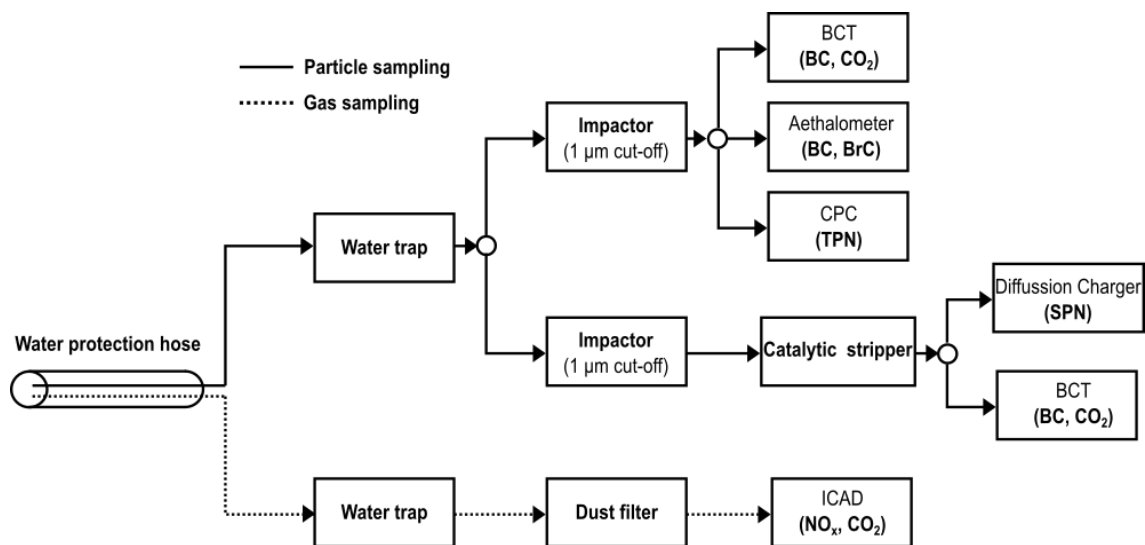 Particle sampling
Gas sampling
BCT
(BC, CO₂)
Impactor
(1 µm cut-off)
Aethalometer
(BC, BrC)
CPC
(TPN)
Water trap
Diffussion Charger
(SPN)
Water protection hose
Impactor
(1 µm cut-off)
Catalytic stripper
BCT
(BC, CO₂)
Water trap
Dust filter
ICAD
(NOₓ, CO₂)